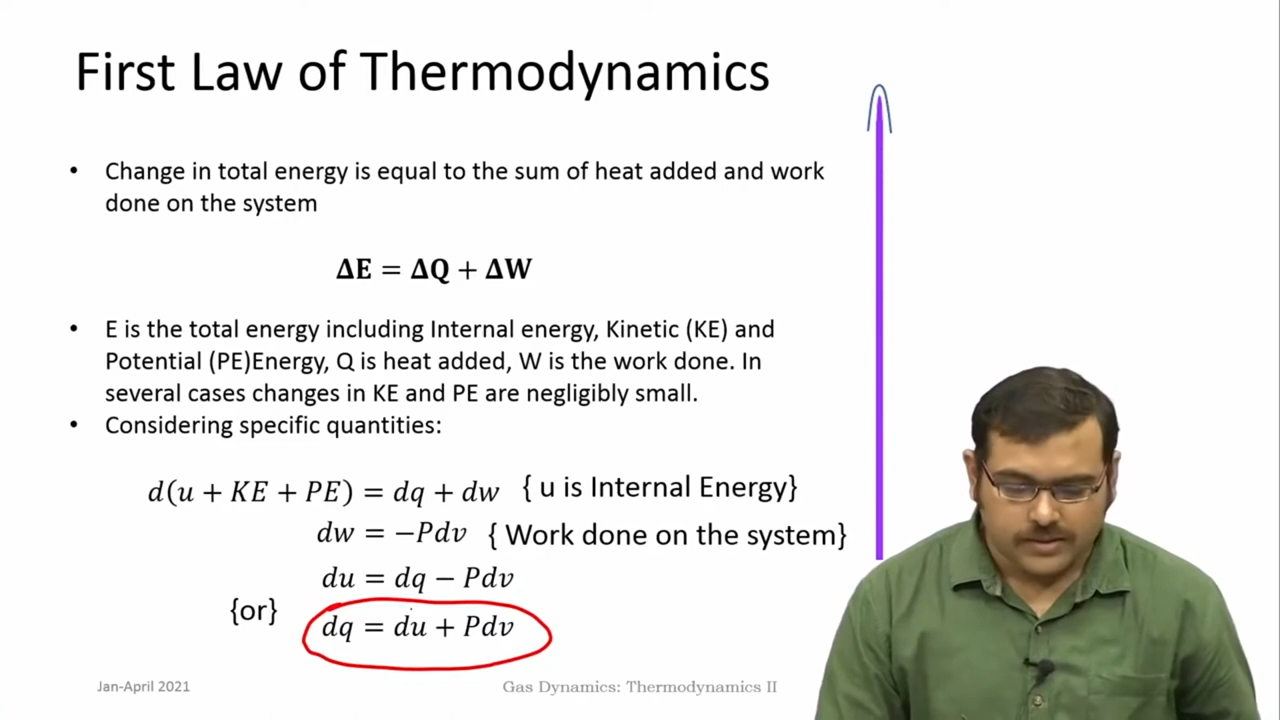 First Law of Thermodynamics
• Change in total energy is equal to the sum of heat added and work
done on the system
ΔE = ΔQ + ΔW
• E is the total energy including Internal energy, Kinetic (KE) and
Potential (PE)Energy, Q is heat added, W is the work done. In
several cases changes in KE and PE are negligibly small.
• Considering specific quantities:
d(u + KE + PE) = dq + dw { u is Internal Energy}
dw = −Pdv { Work done on the system}
du = dq − Pdv
{or} dq = du + Pdv
Jan-April 2021
Gas Dynamics: Thermodynamics II